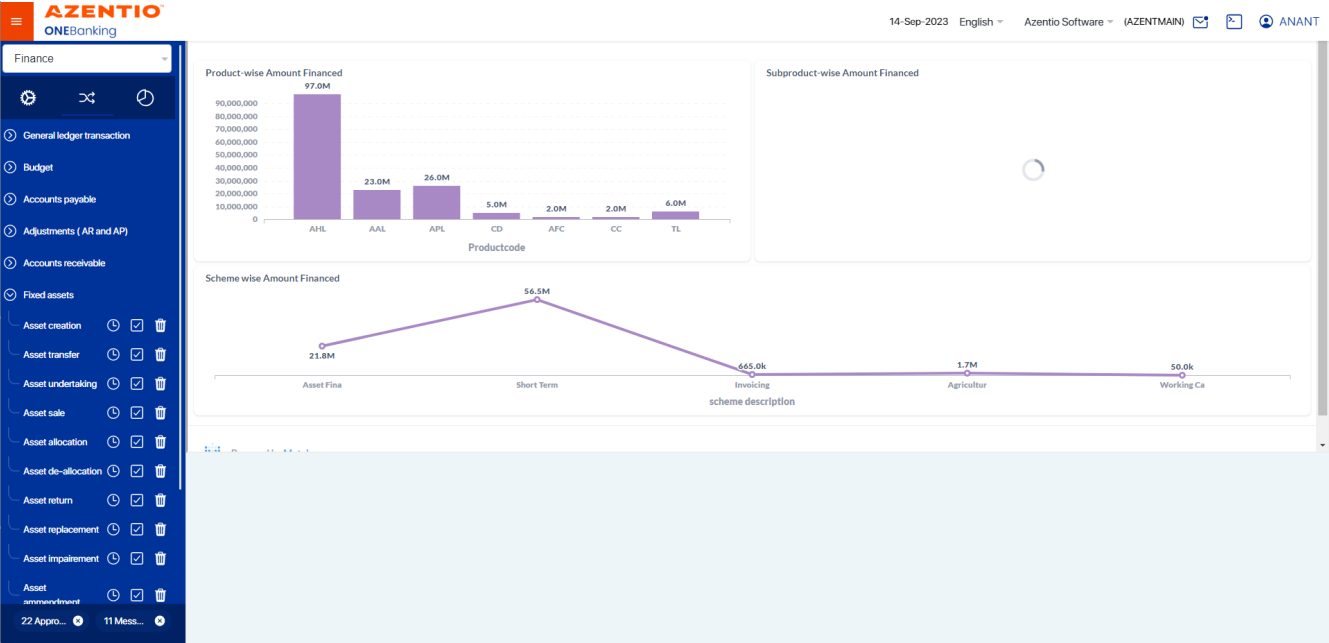 AZENTIO
ONEBanking
14-Sep-2023 English Azentio Software (AZENTMAIN) ANANT
Finance
General ledger transaction
Budget
Accounts payable
Adjustments ( AR and AP)
Accounts receivable
Fixed assets
Asset creation
Asset transfer
Asset undertaking
Asset sale
Asset allocation
Asset de-allocation
Asset return
Asset replacement
Asset impairement
Asset
ammendment
22 Appro...
11 Mess...
Product-wise Amount Financed
97.0M
90,000,000
80,000,000
70,000,000
60,000,000
50,000,000
40,000,000
30,000,000
20,000,000
10,000,000
0
23.0M
26.0M
5.0M
2.0M
2.0M
6.0M
AHL AAL APL CD AFC CC TL
Productcode
Subproduct-wise Amount Financed
Scheme wise Amount Financed
21.8M
56.5M
665.0k
1.7M
50.0k
Asset Fina Short Term Invoicing Agricultur Working Ca
scheme description